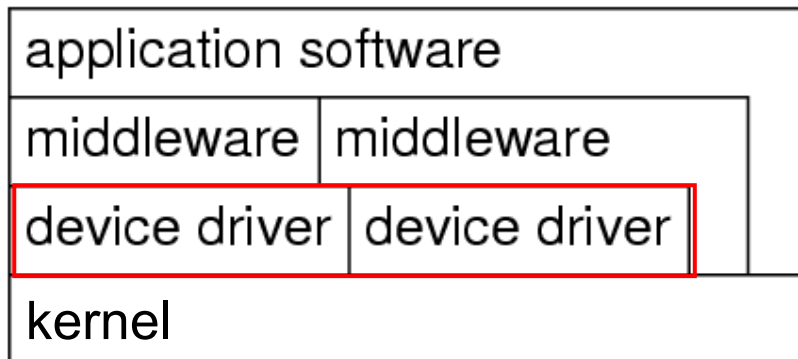 application software
middleware middleware
device driver device driver
kernel